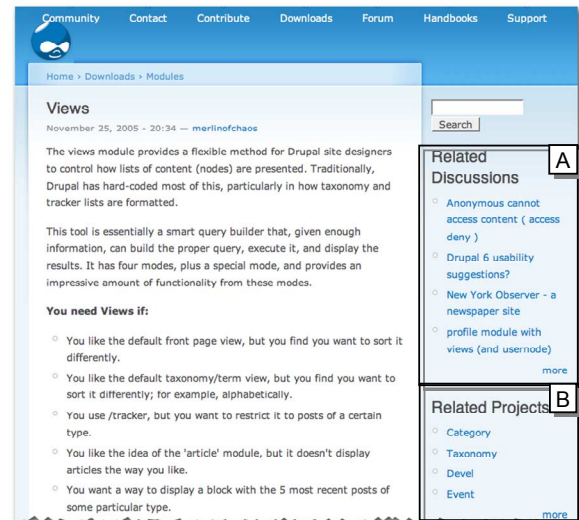 Community Contact Contribute Downloads Forum Handbooks Support
Home › Downloads › Modules
Views
November 25, 2005 - 20:34 — merlinofchaos
The views module provides a flexible method for Drupal site designers
to control how lists of content (nodes) are presented. Traditionally,
Drupal has hard-coded most of this, particularly in how taxonomy and
tracker lists are formatted.
This tool is essentially a smart query builder that, given enough
information, can build the proper query, execute it, and display the
results. It has four modes, plus a special mode, and provides an
impressive amount of functionality from these modes.
You need Views if:
You like the default front page view, but you find you want to sort it
differently.
You like the default taxonomy/term view, but you find you want to
sort it differently; for example, alphabetically.
You use /tracker, but you want to restrict it to posts of a certain
type.
You like the idea of the 'article' module, but it doesn't display
articles the way you like.
You want a way to display a block with the 5 most recent posts of
some particular type.
Search
A
Related
Discussions
Anonymous cannot
access content ( access
deny )
Drupal 6 usability
suggestions?
New York Observer - a
newspaper site
profile module with
views (and usernode)
more
B
Related Projects
Category
Taxonomy
Devel
Event
more